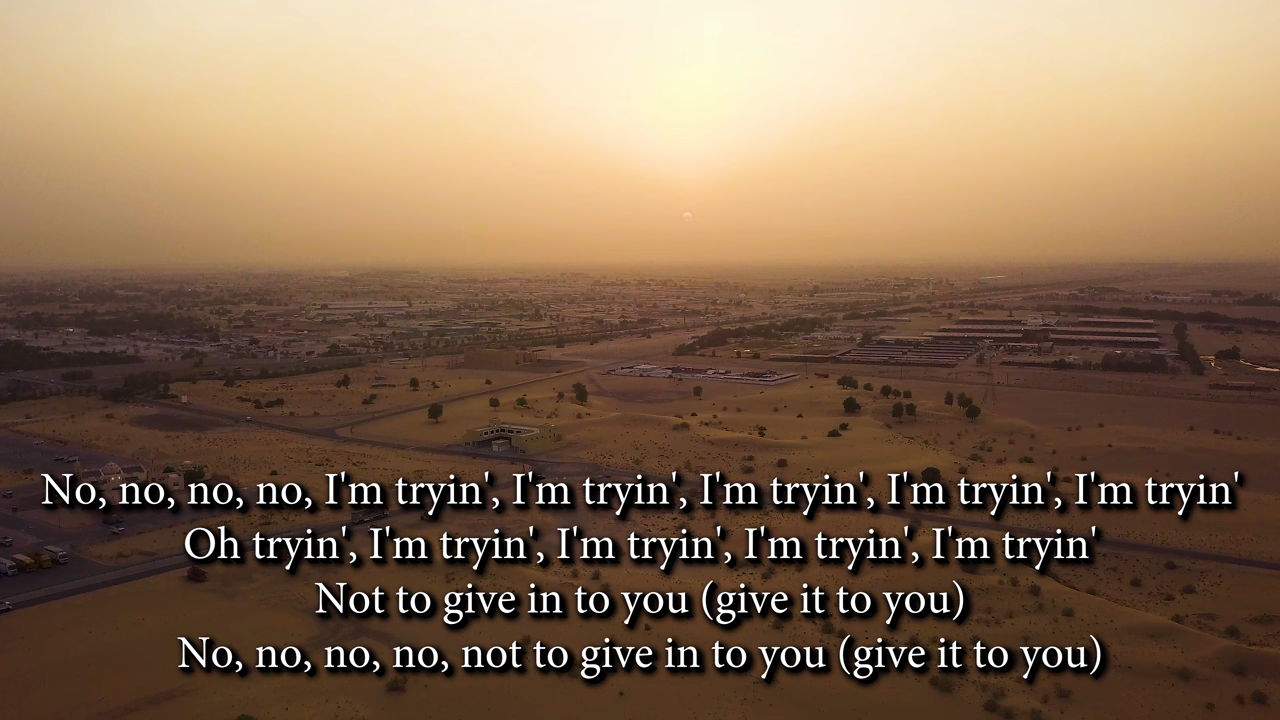 No, no, no, no, I'm tryin', I'm tryin', I'm tryin', I'm tryin', I'm tryin'
Oh tryin', I'm tryin', I'm tryin', I'm tryin', I'm tryin'
Not to give in to you (give it to you)
No, no, no, no, not to give in to you (give it to you)